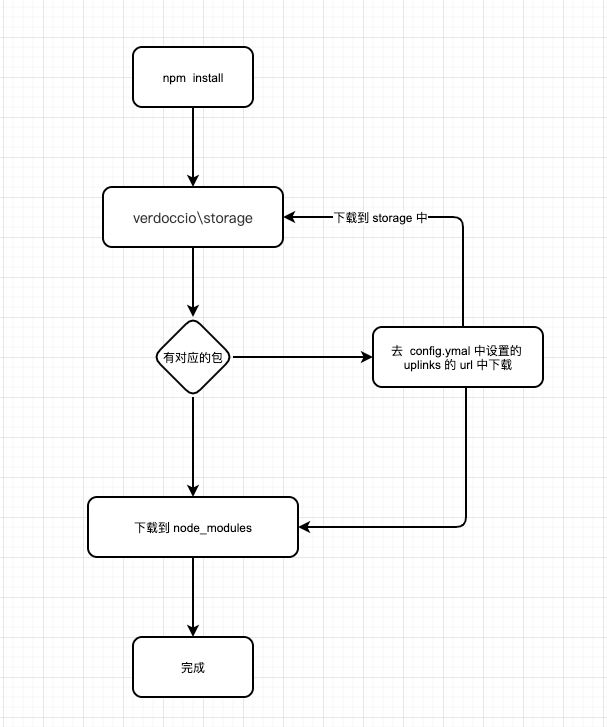 npm install
verdoccio\storage
下载到 storage 中
有对应的包
去 config.ymal 中设置的
uplinks 的 url 中下载
下载到 node_modules
完成